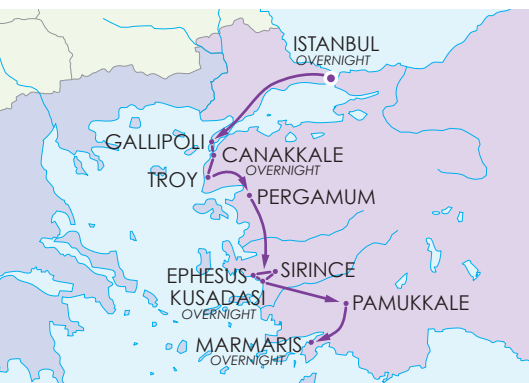 ISTANBUL
OVERNIGHT
GALLIPOLI
CANAKKALE
OVERNIGHT
TROY
PERGAMUM
EPHESUS
SIRINCE
KUSADASI
OVERNIGHT
PAMUKKALE
MARMARIS
OVERNIGHT